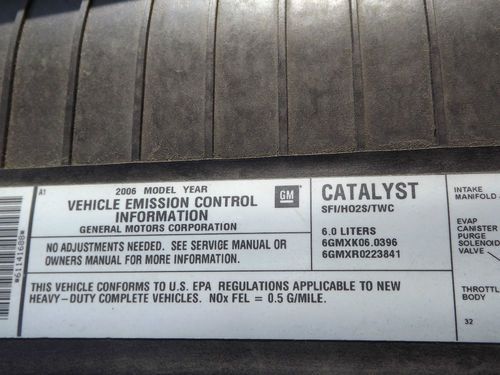 *61141688*
A1
2006 MODEL YEAR
VEHICLE EMISSION CONTROL
INFORMATION
GENERAL MOTORS CORPORATION
GM
NO ADJUSTMENTS NEEDED. SEE SERVICE MANUAL OR
OWNERS MANUAL FOR MORE INFORMATION.
CATALYST
SFI/HO2S/TWC
6.0 LITERS
6GMXK06.0396
6GMXR0223841
THIS VEHICLE CONFORMS TO U.S. EPA REGULATIONS APPLICABLE TO NEW
HEAVY-DUTY COMPLETE VEHICLES. NOx FEL = 0.5 G/MILE.
INTAKE
MANIFOLD
EVAP
CANISTER
PURGE
SOLENOID
VALVE
THROTTL
BODY
32